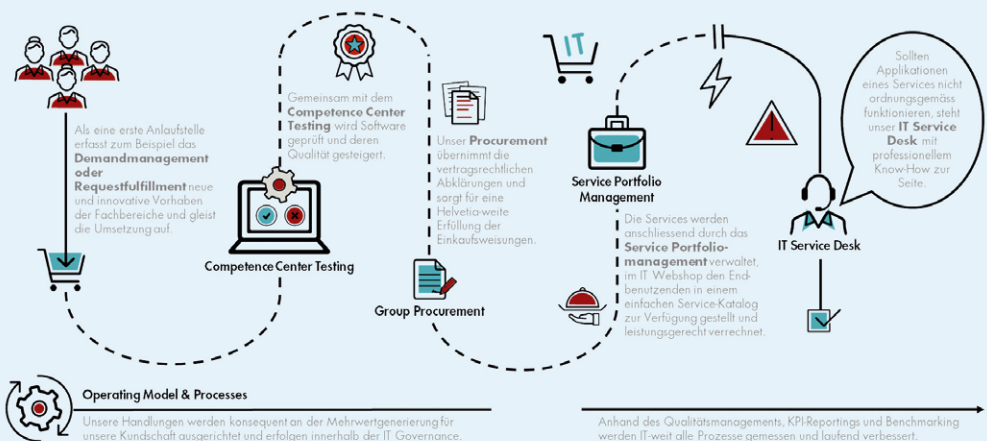 Als eine erste Anlaufstelle
erfasst zum Beispiel das
Demandmanagement
oder
Requestfulfillment neue
und innovative Vorhaben
der Fachbereiche und gleist
die Umsetzung auf.
Gemeinsam mit dem
Competence Center
Testing wird Software
geprüft und deren
Qualität gesteigert.
Competence Center Testing
Unser Procurement
übernimmt die
vertragsrechtlichen
Abklärungen und
sorgt für eine
Helvetia-weite
Erfüllung der
Einkaufsweisungen.
Group Procurement
IT
Service Portfolio
Management
Die Services werden
anschliessend durch das
Service Portfolio-
management verwaltet,
im IT Webshop den End-
benutzenden in einem
einfachen Service-Katalog
zur Verfügung gestellt und
leistungsgerecht verrechnet.
Sollten
Applikationen
eines Services nicht
ordnungsgemäss
funktionieren, steht
unser IT Service
Desk mit
professionellem
Know-How zur
Seite.
IT Service Desk
Operating Model & Processes
Unsere Handlungen werden konsequent an der Mehrwertgenerierung für
unsere Kundschaft ausgerichtet und erfolgen innerhalb der IT Governance.
Anhand des Qualitätsmanagements, KPI-Reportings und Benchmarking
werden IT-weit alle Prozesse gemessen und laufend verbessert.